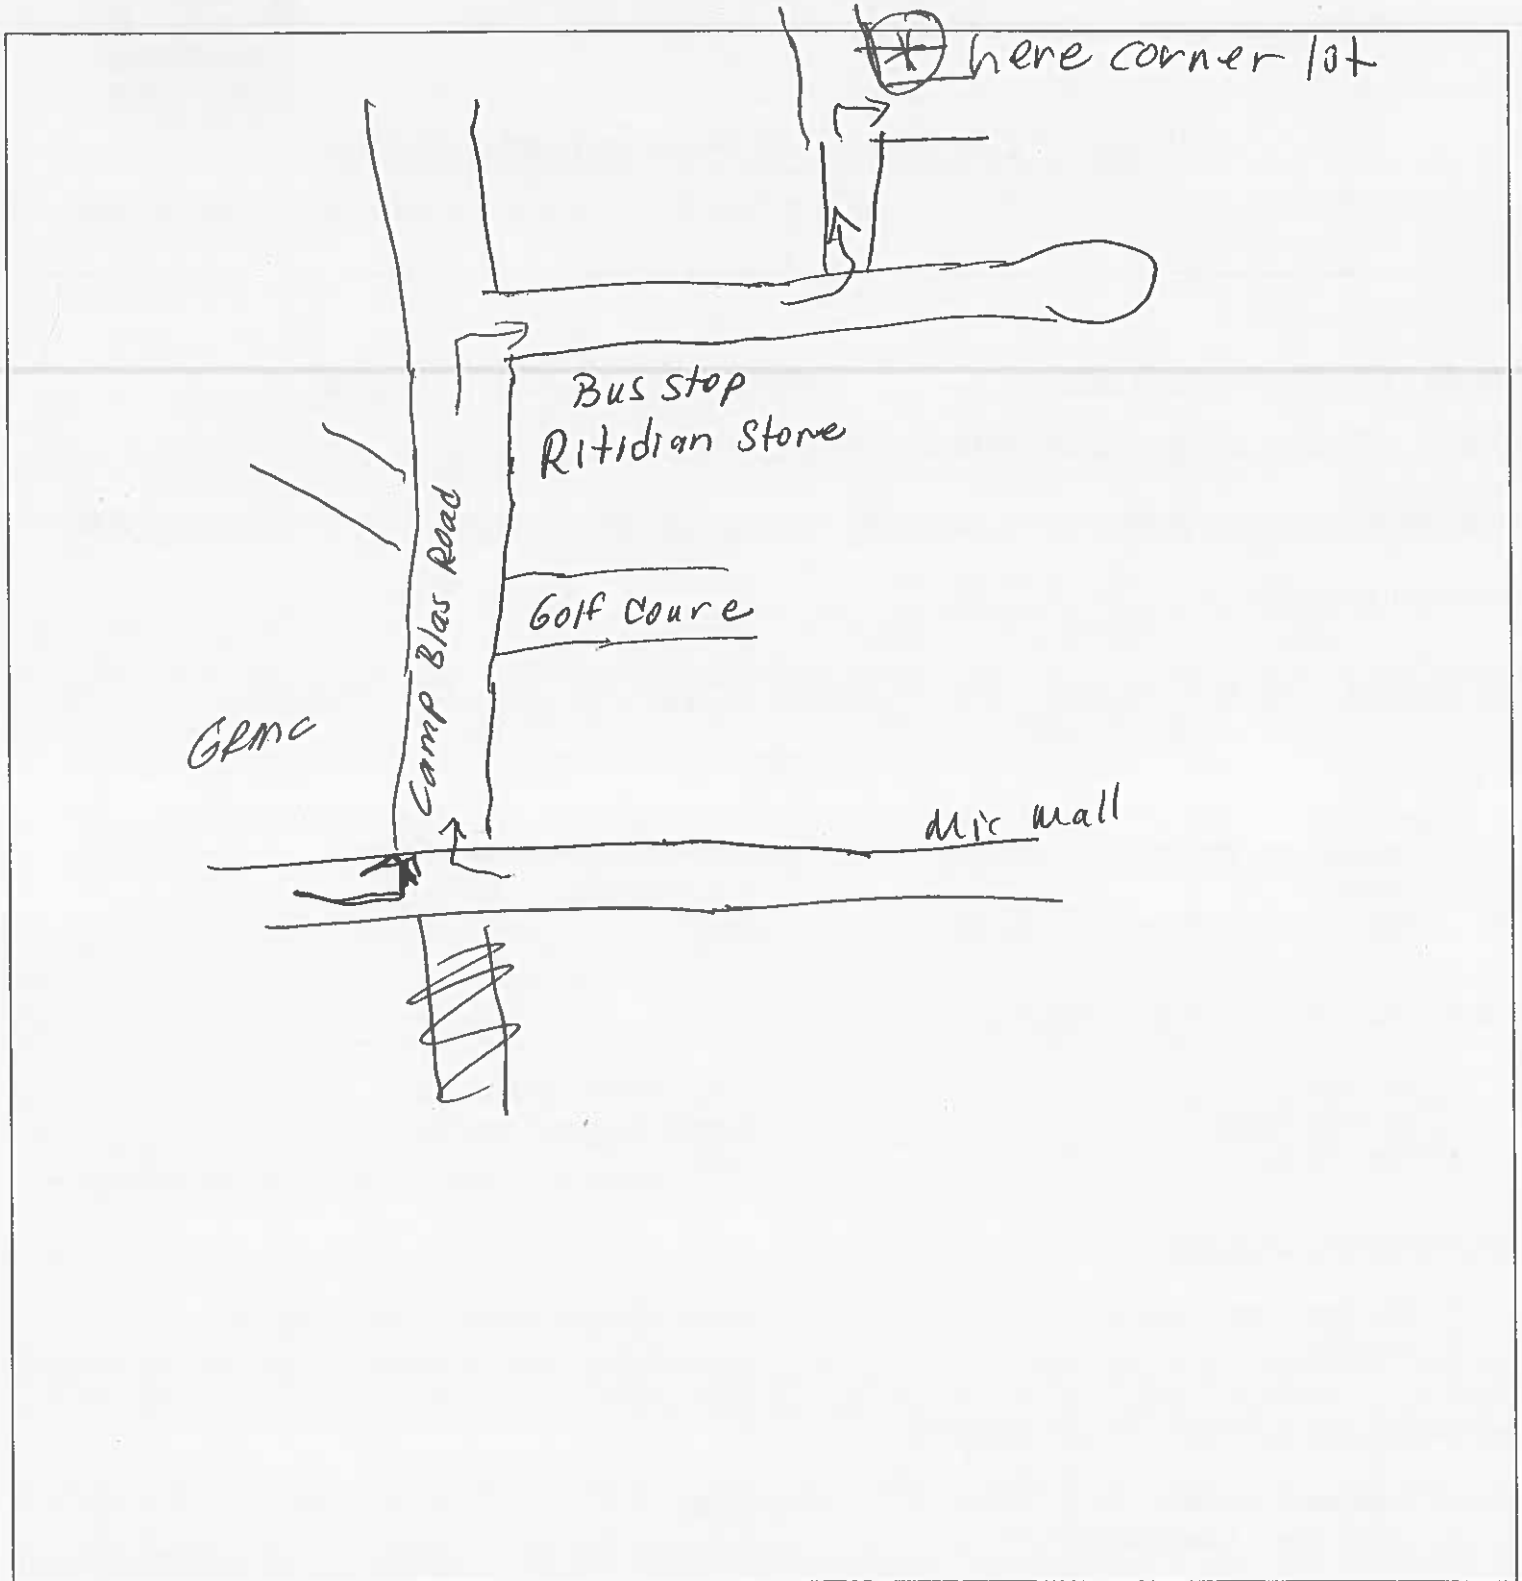 here corner lot
Bus stop
Ritidian Store
Camp Blas Road
Golf Coure
GRMC
Mic Mall